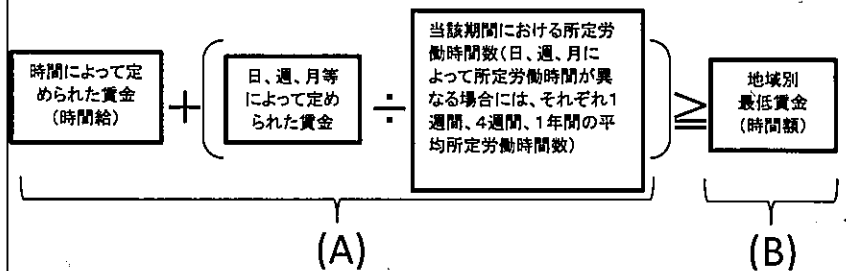 時間によって定
められた賃金
（時間給）
＋
日、週、月等
によって定め
られた賃金
÷
当該期間における所定労
働時間数（日、週、月に
よって所定労働時間が異
なる場合には、それぞれ1
週間、4週間、1年間の平
均所定労働時間数）
≧
地域別
最低賃金
（時間額）
(A)
(B)